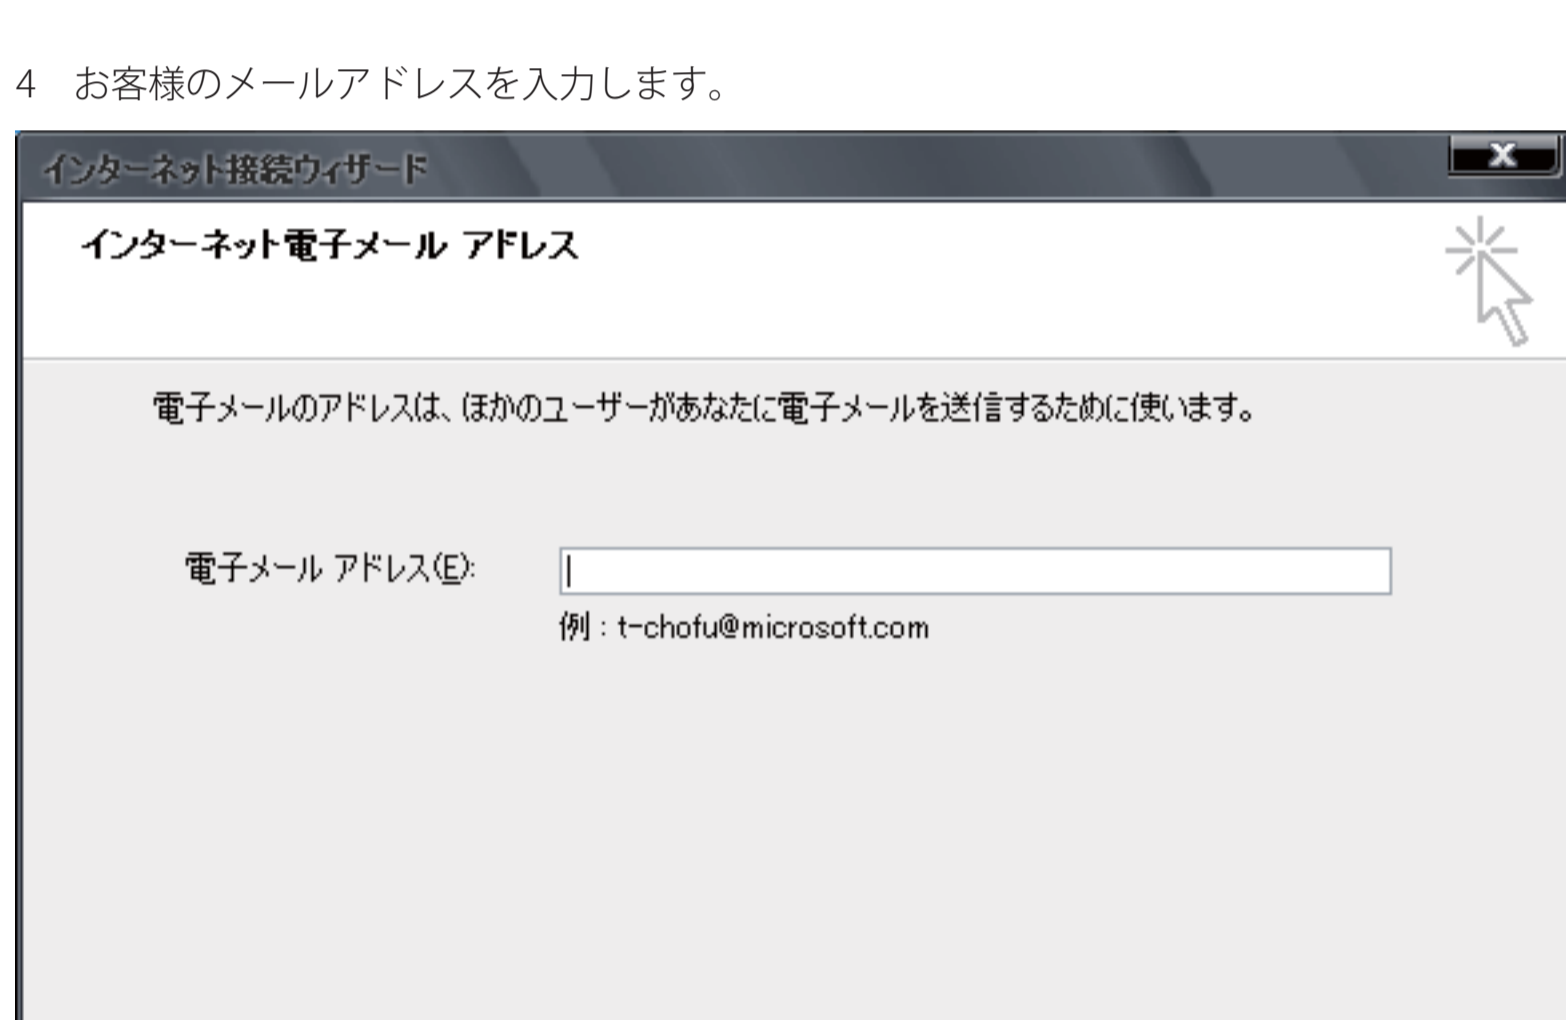 4　お客様のメールアドレスを入力します。
インターネット接続ウィザード
インターネット電子メール アドレス
電子メールのアドレスは、ほかのユーザーがあなたに電子メールを送信するために使います。
電子メール アドレス(E):
例 : t-chofu@microsoft.com